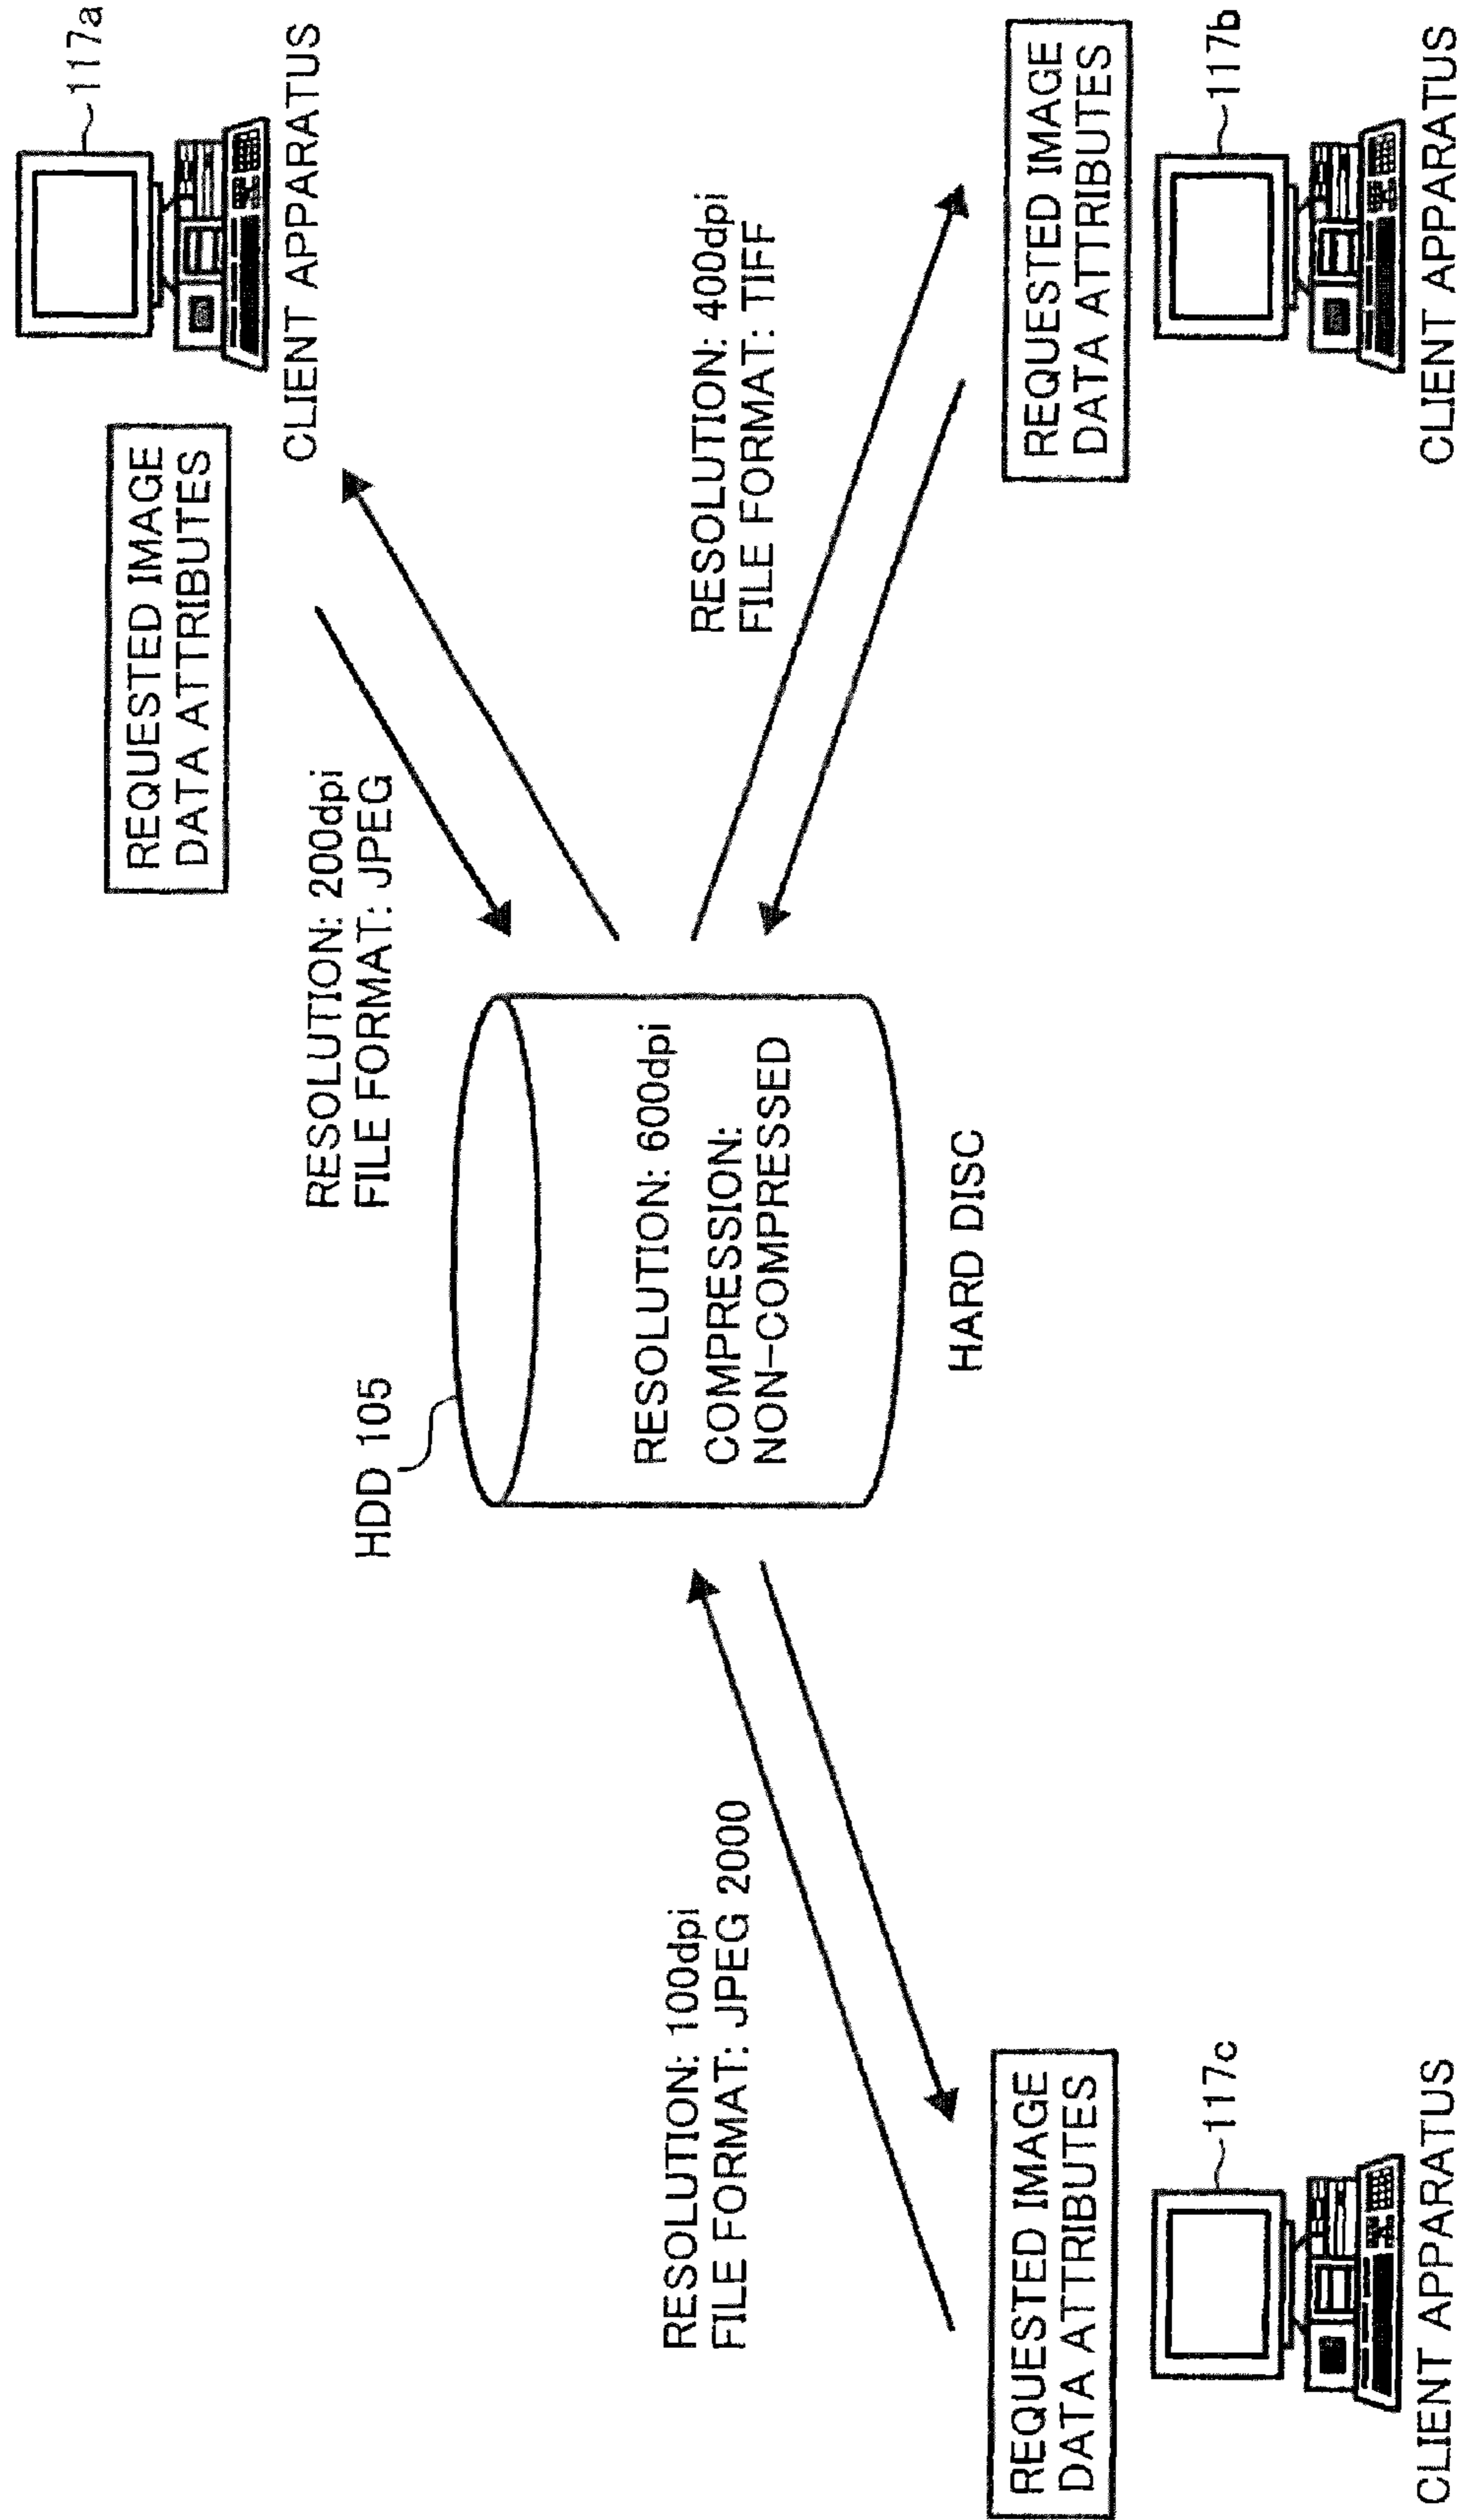 117a
CLIENT APPARATUS
REQUESTED IMAGE
DATA ATTRIBUTES
RESOLUTION: 200dpi
FILE FORMAT: JPEG
HDD 105
RESOLUTION: 600dpi
COMPRESSION:
NON-COMPRESSED
HARD DISC
RESOLUTION: 400dpi
FILE FORMAT: TIFF
REQUESTED IMAGE
DATA ATTRIBUTES
117b
CLIENT APPARATUS
RESOLUTION: 100dpi
FILE FORMAT: JPEG 2000
REQUESTED IMAGE
DATA ATTRIBUTES
117c
CLIENT APPARATUS